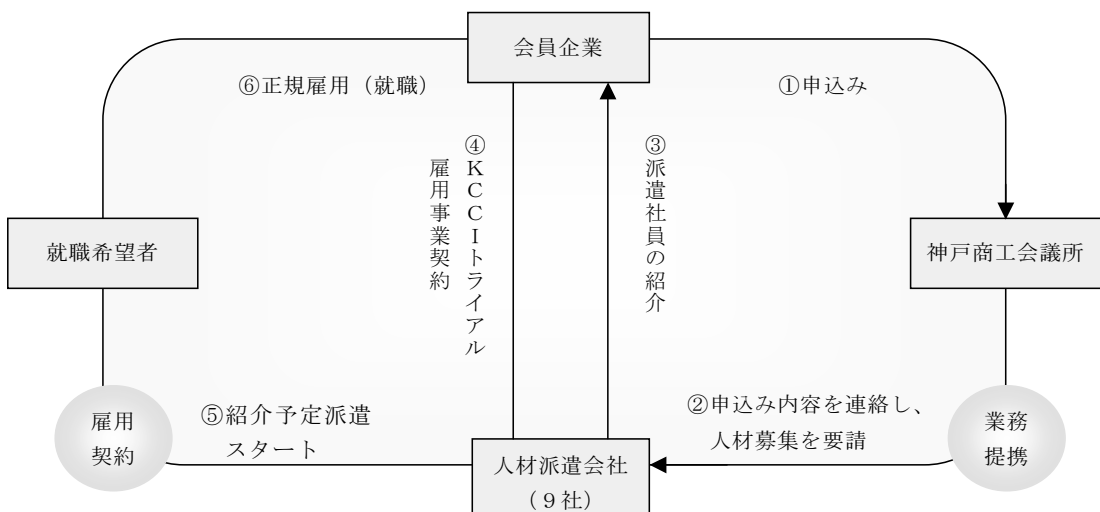 会員企業
⑥正規雇用（就職）
①申込み
④KCCIトライアル
雇用事業契約
③派遣社員の紹介
就職希望者
神戸商工会議所
雇用
契約
⑤紹介予定派遣
スタート
②申込み内容を連絡し、
人材募集を要請
業務
提携
人材派遣会社
（９社）